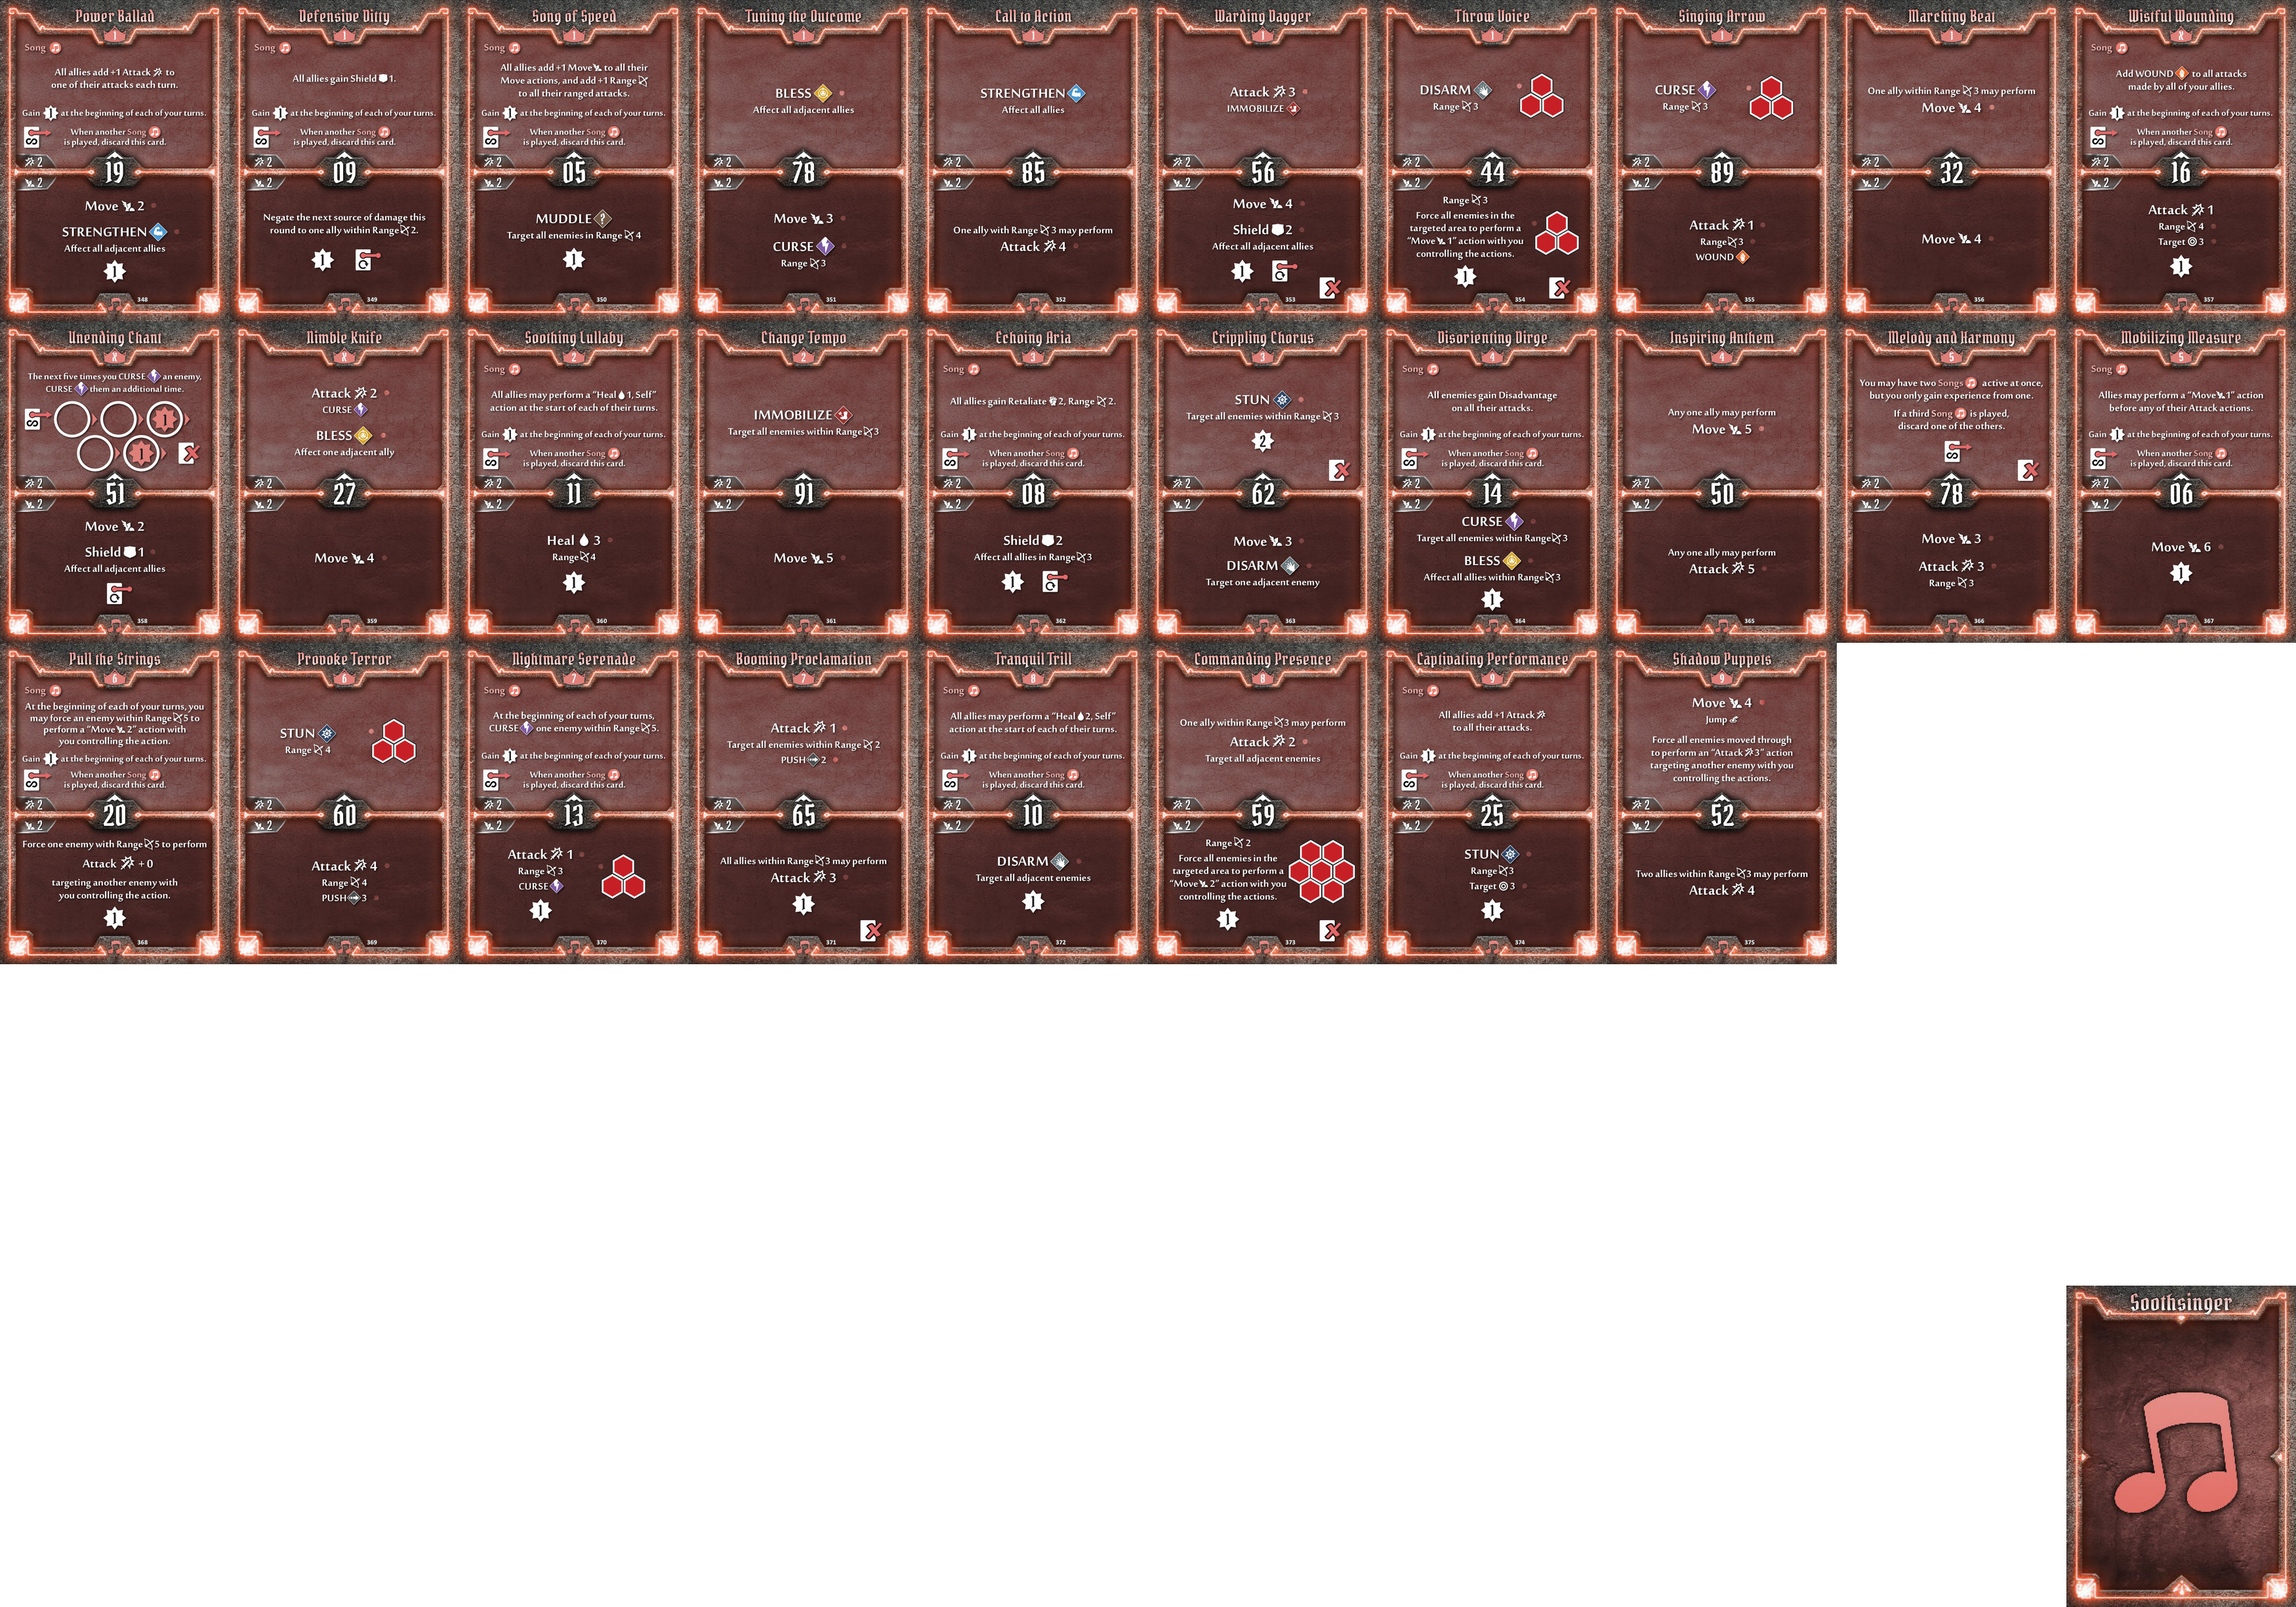 Power Ballad
1
Song
All allies add +1 Attack to
one of their attacks each turn.
Gain 1 at the beginning of each of your turns.
When another Song
is played, discard this card.
2
19
2
Move 2
STRENGTHEN
Affect all adjacent allies
1
348
Defensive Ditty
1
Song
All allies gain Shield 1.
Gain 1 at the beginning of each of your turns.
When another Song
is played, discard this card.
2
09
2
Negate the next source of damage this
round to one ally within Range 2.
1
349
Song of Speed
1
Song
All allies add +1 Move to all their
Move actions, and add +1 Range
to all their ranged attacks.
Gain 1 at the beginning of each of your turns.
When another Song
is played, discard this card.
2
05
2
MUDDLE
Target all enemies in Range 4
1
350
Tuning the Outcome
1
BLESS
Affect all adjacent allies
2
78
2
Move 3
CURSE
Range 3
351
Call to Action
1
STRENGTHEN
Affect all allies
2
85
2
One ally with Range 3 may perform
Attack 4
352
Warding Dagger
1
Attack 3
IMMOBILIZE
2
56
2
Move 4
Shield 2
Affect all adjacent allies
1
353
Throw Voice
1
DISARM
Range 3
2
44
2
Range 3
Force all enemies in the
targeted area to perform a
“Move 1” action with you
controlling the actions.
1
354
Singing Arrow
1
CURSE
Range 3
2
89
2
Attack 1
Range 3
WOUND
355
Marching Beat
1
One ally within Range 3 may perform
Move 4
2
32
2
Move 4
356
Wistful Wounding
X
Song
Add WOUND to all attacks
made by all of your allies.
Gain 1 at the beginning of each of your turns.
When another Song
is played, discard this card.
2
16
2
Attack 1
Range 4
Target 3
1
357
Unending Chant
X
The next five times you CURSE an enemy,
CURSE them an additional time.
1
1
2
51
2
Move 2
Shield 1
Affect all adjacent allies
358
Nimble Knife
X
Attack 2
CURSE
BLESS
Affect one adjacent ally
2
27
2
Move 4
359
Soothing Lullaby
2
Song
All allies may perform a “Heal 1, Self”
action at the start of each of their turns.
Gain 1 at the beginning of each of your turns.
When another Song
is played, discard this card.
2
11
2
Heal 3
Range 4
1
360
Change Tempo
2
IMMOBILIZE
Target all enemies within Range 3
2
91
2
Move 5
361
Echoing Aria
3
Song
All allies gain Retaliate 2, Range 2.
Gain 1 at the beginning of each of your turns.
When another Song
is played, discard this card.
2
08
2
Shield 2
Affect all allies in Range 3
1
362
Crippling Chorus
3
STUN
Target all enemies within Range 3
2
2
62
2
Move 3
DISARM
Target one adjacent enemy
363
Disorienting Dirge
4
Song
All enemies gain Disadvantage
on all their attacks.
Gain 1 at the beginning of each of your turns.
When another Song
is played, discard this card.
2
14
2
CURSE
Target all enemies within Range 3
BLESS
Affect all allies within Range 3
1
364
Inspiring Anthem
4
Any one ally may perform
Move 5
2
50
2
Any one ally may perform
Attack 5
365
Melody and Harmony
5
You may have two Songs active at once,
but you only gain experience from one.
If a third Song is played,
discard one of the others.
2
78
2
Move 3
Attack 3
Range 3
366
Mobilizing Measure
5
Song
Allies may perform a “Move 1” action
before any of their Attack actions.
Gain 1 at the beginning of each of your turns.
When another Song
is played, discard this card.
2
06
2
Move 6
1
367
Pull the Strings
6
Song
At the beginning of each of your turns, you
may force an enemy within Range 5 to
perform a “Move 2” action with
you controlling the action.
Gain 1 at the beginning of each of your turns.
When another Song
is played, discard this card.
2
20
2
Force one enemy with Range 5 to perform
Attack +0
targeting another enemy with
you controlling the action.
1
368
Provoke Terror
6
STUN
Range 4
2
60
2
Attack 4
Range 4
PUSH 3
369
Nightmare Serenade
7
Song
At the beginning of each of your turns,
CURSE one enemy within Range 5.
Gain 1 at the beginning of each of your turns.
When another Song
is played, discard this card.
2
13
2
Attack 1
Range 3
CURSE
1
370
Booming Proclamation
7
Attack 1
Target all enemies within Range 2
PUSH 2
2
65
2
All allies within Range 3 may perform
Attack 3
1
371
Tranquil Trill
8
Song
All allies may perform a “Heal 2, Self”
action at the start of each of their turns.
Gain 1 at the beginning of each of your turns.
When another Song
is played, discard this card.
2
10
2
DISARM
Target all adjacent enemies
1
372
Commanding Presence
8
One ally within Range 3 may perform
Attack 2
Target all adjacent enemies
2
59
2
Range 2
Force all enemies in the
targeted area to perform a
“Move 2” action with you
controlling the actions.
1
373
Captivating Performance
9
Song
All allies add +1 Attack
to all their attacks.
Gain 1 at the beginning of each of your turns.
When another Song
is played, discard this card.
2
25
2
STUN
Range 3
Target 3
1
374
Shadow Puppets
9
Move 4
Jump
Force all enemies moved through
to perform an “Attack 3” action
targeting another enemy with you
controlling the actions.
2
52
2
Two allies within Range 3 may perform
Attack 4
375
Soothsinger